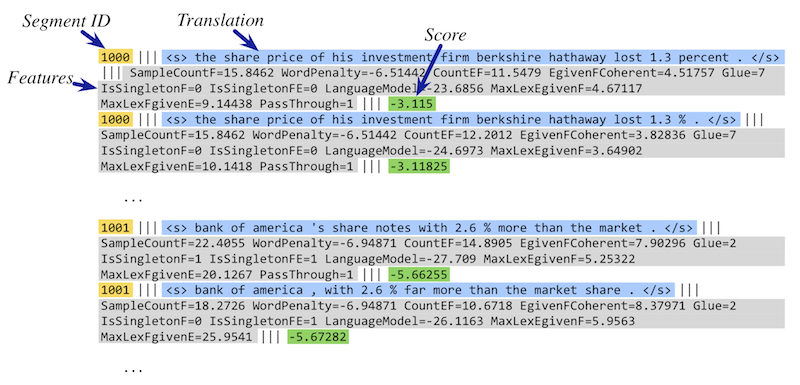 Segment ID
Translation
Score
1000 ||| <s> the share price of his investment firm berkshire hathaway lost 1.3 percent . </s>
Features
||| SampleCountF=15.8462 WordPenalty=-6.51442 CountEF=11.5479 EgivenFCoherent=4.51757 Glue=7
IsSingletonF=0 IsSingletonFE=0 LanguageModel=-23.6856 MaxLexEgivenF=4.67117
MaxLexFgivenE=9.14438 PassThrough=1 ||| -3.115
1000 ||| <s> the share price of his investment firm berkshire hathaway lost 1.3 % . </s> |||
SampleCountF=15.8462 WordPenalty=-6.51442 CountEF=12.2012 EgivenFCoherent=3.82836 Glue=7
IsSingletonF=0 IsSingletonFE=0 LanguageModel=-24.6973 MaxLexEgivenF=3.64902
MaxLexFgivenE=10.1418 PassThrough=1 ||| -3.11825
...
1001 ||| <s> bank of america 's share notes with 2.6 % more than the market . </s> |||
SampleCountF=22.4055 WordPenalty=-6.94871 CountEF=14.8905 EgivenFCoherent=7.90296 Glue=2
IsSingletonF=1 IsSingletonFE=1 LanguageModel=-27.709 MaxLexEgivenF=5.25322
MaxLexFgivenE=20.1267 PassThrough=1 ||| -5.66255
1001 ||| <s> bank of america , with 2.6 % far more than the market share . </s> |||
SampleCountF=18.2726 WordPenalty=-6.94871 CountEF=10.6718 EgivenFCoherent=8.37971 Glue=2
IsSingletonF=0 IsSingletonFE=1 LanguageModel=-26.1163 MaxLexEgivenF=5.9563
MaxLexFgivenE=25.9541 ||| -5.67282
...